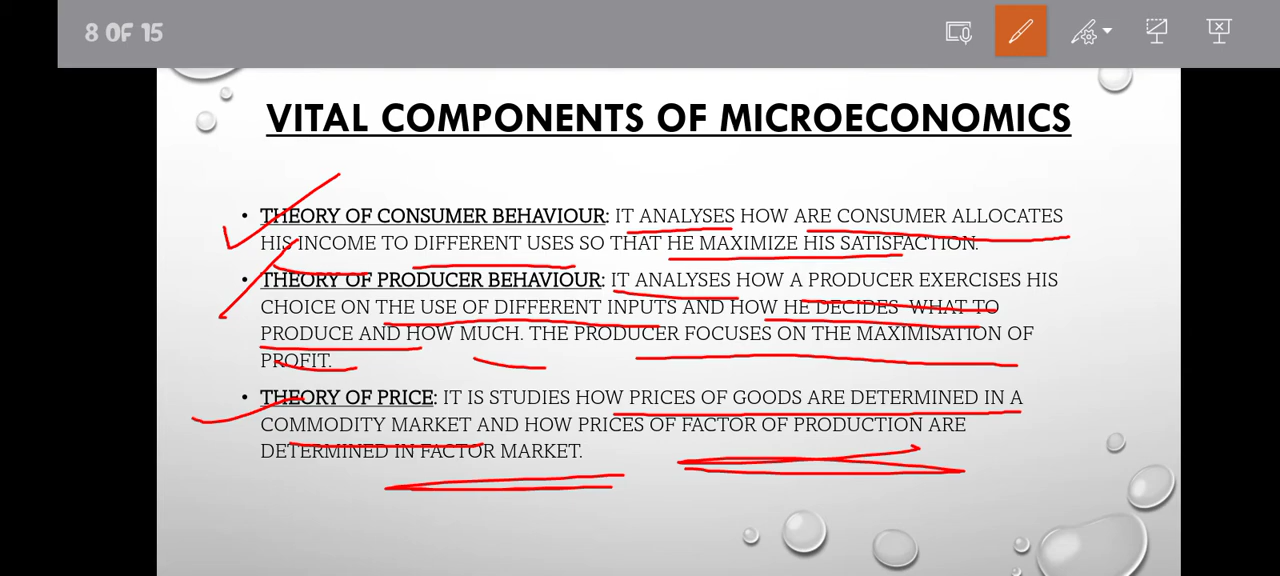 8 OF 15
VITAL COMPONENTS OF MICROECONOMICS
• THEORY OF CONSUMER BEHAVIOUR: IT ANALYSES HOW ARE CONSUMER ALLOCATES
HIS INCOME TO DIFFERENT USES SO THAT HE MAXIMIZE HIS SATISFACTION.
• THEORY OF PRODUCER BEHAVIOUR: IT ANALYSES HOW A PRODUCER EXERCISES HIS
CHOICE ON THE USE OF DIFFERENT INPUTS AND HOW HE DECIDES WHAT TO
PRODUCE AND HOW MUCH. THE PRODUCER FOCUSES ON THE MAXIMISATION OF
PROFIT.
• THEORY OF PRICE: IT IS STUDIES HOW PRICES OF GOODS ARE DETERMINED IN A
COMMODITY MARKET AND HOW PRICES OF FACTOR OF PRODUCTION ARE
DETERMINED IN FACTOR MARKET.